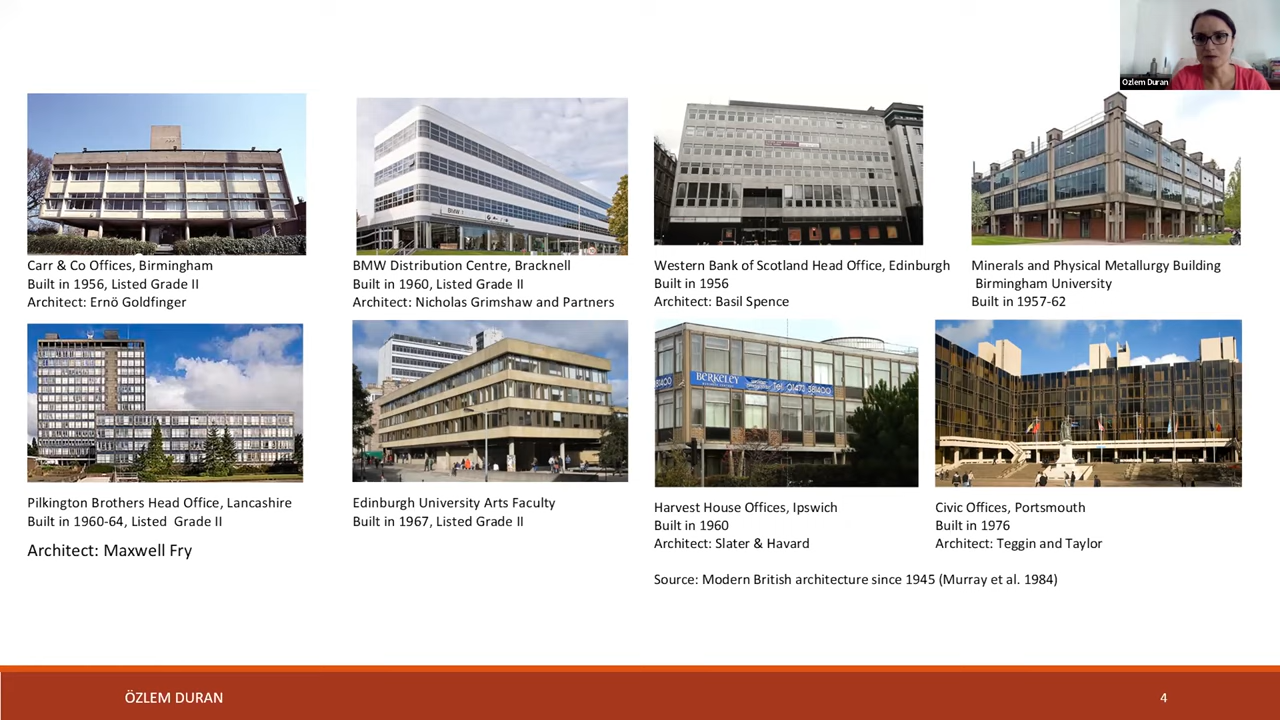 Ozlem Duran
Carr & Co Offices, Birmingham
Built in 1956, Listed Grade II
Architect: Ernö Goldfinger
BMW Distribution Centre, Bracknell
Built in 1960, Listed Grade II
Architect: Nicholas Grimshaw and Partners
Western Bank of Scotland Head Office, Edinburgh
Built in 1956
Architect: Basil Spence
Minerals and Physical Metallurgy Building
Birmingham University
Built in 1957-62
BERKELEY
Pilkington Brothers Head Office, Lancashire
Built in 1960-64, Listed Grade II
Architect: Maxwell Fry
Edinburgh University Arts Faculty
Built in 1967, Listed Grade II
Harvest House Offices, Ipswich
Built in 1960
Architect: Slater & Havard
Civic Offices, Portsmouth
Built in 1976
Architect: Teggin and Taylor
Source: Modern British architecture since 1945 (Murray et al. 1984)
ÖZLEM DURAN
4